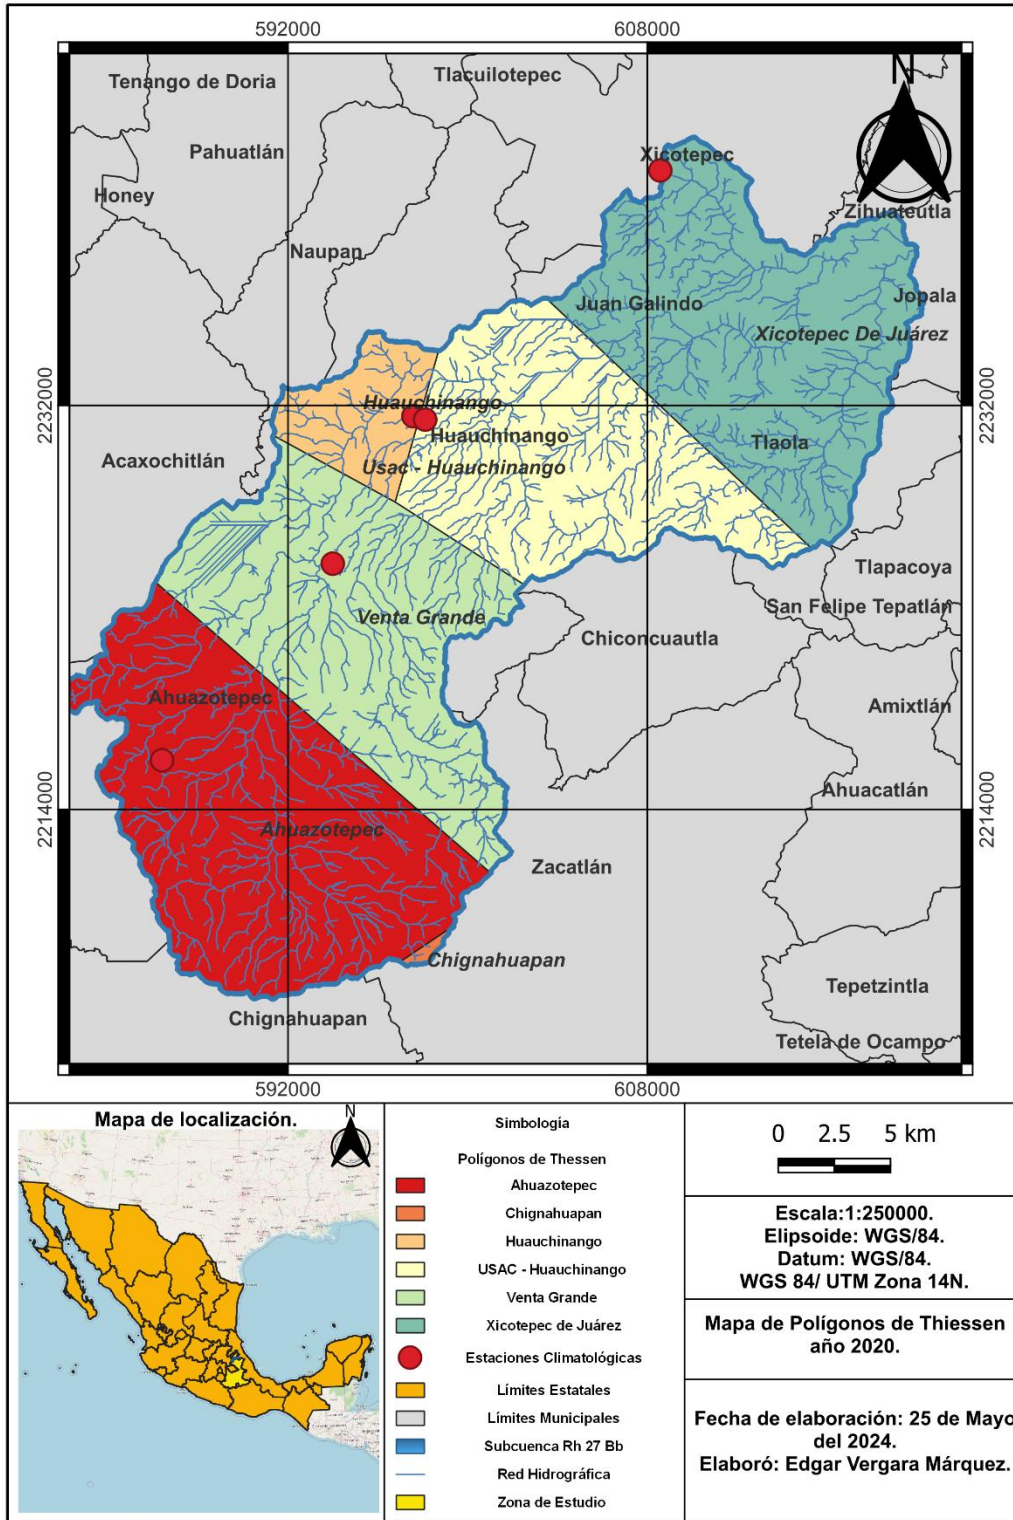 592000
608000
Tenango de Doria
Tlacuilotepec
N
Pahuatlán
Xicotepec
Honey
Zihuateutla
Naupan
Juan Galindo
Jopala
Xicotepec De Juárez
2232000
2232000
Huauchinango
Huauchinango
Tlaola
Acaxochitlán
Usac - Huauchinango
Tlapacoya
San Felipe Tepatlán
Venta Grande
Chiconcuautla
Ahuazotepec
Amixtlán
2214000
2214000
Ahuacatlán
Ahuazotepec
Zacatlán
Chignahuapan
Tepetzintla
Chignahuapan
Tetela de Ocampo
592000
608000
Mapa de localización.
N
Simbología
Polígonos de Thessen
Ahuazotepec
Chignahuapan
Huauchinango
USAC - Huauchinango
Venta Grande
Xicotepec de Juárez
Estaciones Climatológicas
Límites Estatales
Límites Municipales
Subcuenca Rh 27 Bb
Red Hidrográfica
Zona de Estudio
0 2.5 5 km
Escala:1:250000.
Elipsoide: WGS/84.
Datum: WGS/84.
WGS 84/ UTM Zona 14N.
Mapa de Polígonos de Thiessen
año 2020.
Fecha de elaboración: 25 de Mayo
del 2024.
Elaboró: Edgar Vergara Márquez.